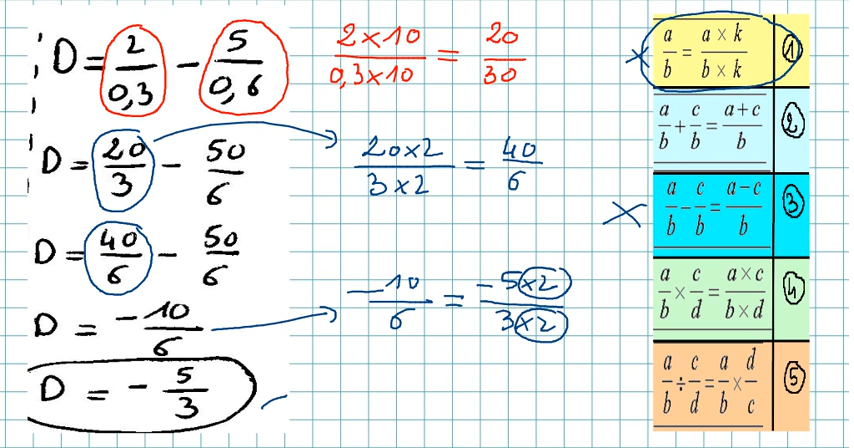 D = 2/0,3 − 5/0,6
2×10/0,3×10 = 20/30
D = 20/3 − 50/6
20×2/3×2 = 40/6
D = 40/6 − 50/6
D = −10/6
−10/6 = −5×2/3×2
D = − 5/3
× a/b = a×k/b×k ①
a/b + c/b = a+c/b ②
× a/b − c/b = a−c/b ③
a/b × c/d = a×c/b×d ④
a/b ÷ c/d = a/b × d/c ⑤